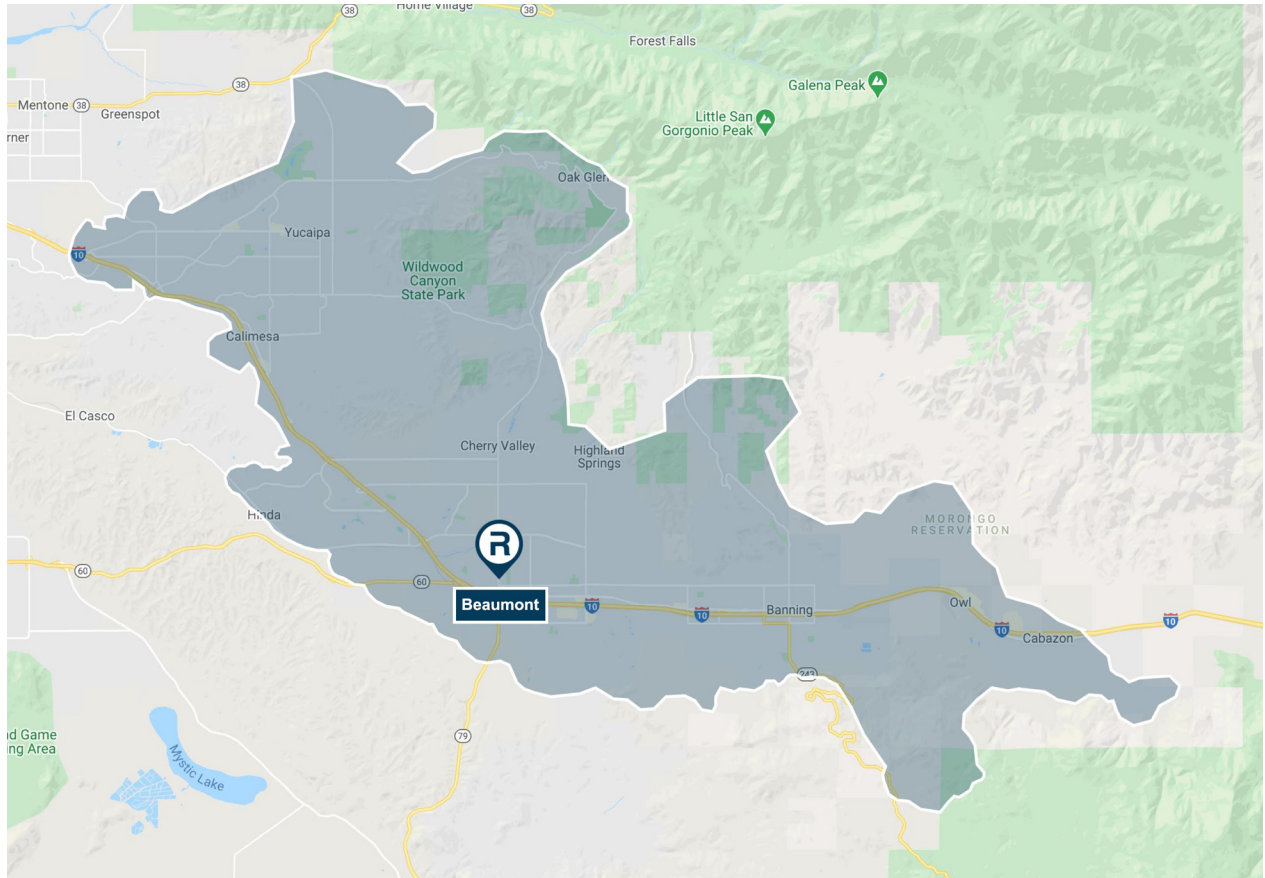 Home Village
38
38
Forest Falls
38
Galena Peak
Mentone
38
38
Greenspot
Little San
Gorgonio Peak
rner
Oak Glen
Yucaipa
10
Wildwood
Canyon
State Park
Calimesa
El Casco
Cherry Valley
Highland
Springs
Hinda
MORONGO
RESERVATION
R
60
60
Beaumont
10
10
Banning
Owl
10
10
Cabazon
243
79
nd Game
ing Area
Mystic Lake